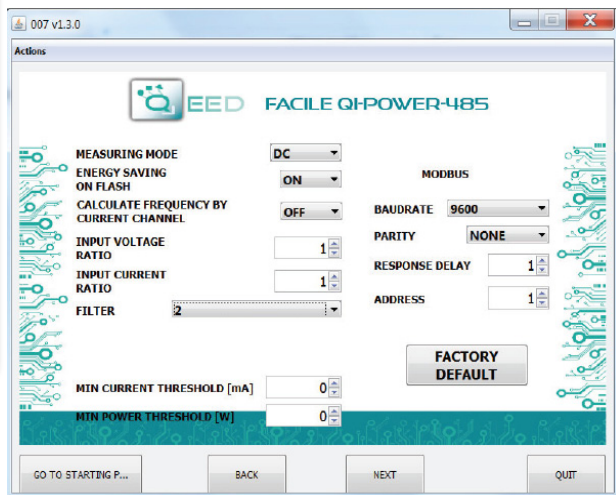 007 v1.3.0
Actions
QEED FACILE QI-POWER-485
MEASURING MODE DC
ENERGY SAVING
ON FLASH ON
CALCULATE FREQUENCY BY
CURRENT CHANNEL OFF
INPUT VOLTAGE
RATIO 1
INPUT CURRENT
RATIO 1
FILTER 2
MIN CURRENT THRESHOLD [mA] 0
MIN POWER THRESHOLD [W] 0
MODBUS
BAUDRATE 9600
PARITY NONE
RESPONSE DELAY 1
ADDRESS 1
FACTORY
DEFAULT
GO TO STARTING P... BACK NEXT QUIT